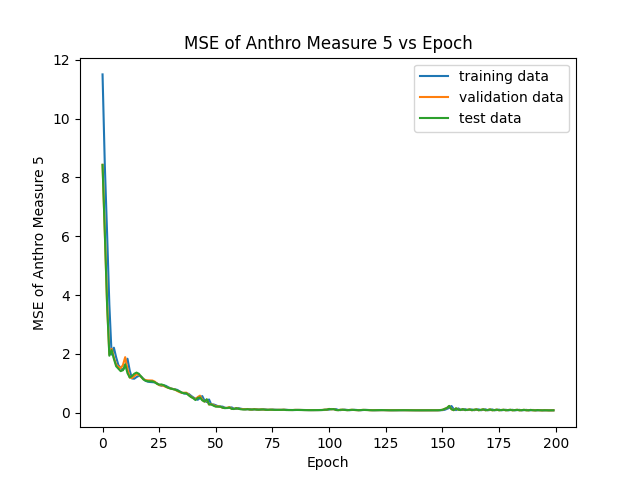 MSE of Anthro Measure 5 vs Epoch
training data
validation data
test data
MSE of Anthro Measure 5
12
10
8
6
4
2
0
0 25 50 75 100 125 150 175 200
Epoch